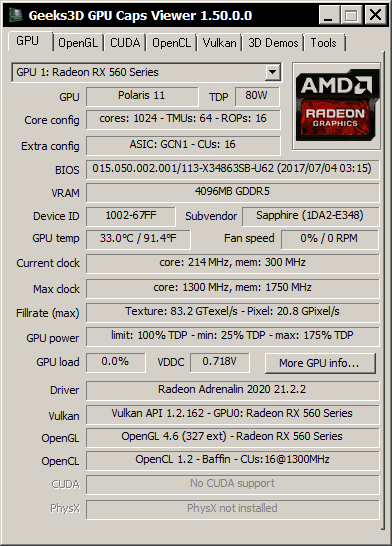 Geeks3D GPU Caps Viewer 1.50.0.0
GPU OpenGL CUDA OpenCL Vulkan 3D Demos Tools
GPU 1: Radeon RX 560 Series
GPU Polaris 11 TDP 80W
AMD
RADEON
GRAPHICS
Core config cores: 1024 - TMUs: 64 - ROPs: 16
Extra config ASIC: GCN1 - CUs: 16
BIOS 015.050.002.001/113-X34863SB-U62 (2017/07/04 03:15)
VRAM 4096MB GDDR5
Device ID 1002-67FF Subvendor Sapphire (1DA2-E348)
GPU temp 33.0°C / 91.4°F Fan speed 0% / 0 RPM
Current clock core: 214 MHz, mem: 300 MHz
Max clock core: 1300 MHz, mem: 1750 MHz
Fillrate (max) Texture: 83.2 GTexel/s - Pixel: 20.8 GPixel/s
GPU power limit: 100% TDP - min: 25% TDP - max: 175% TDP
GPU load 0.0% VDDC 0.718V More GPU info...
Driver Radeon Adrenalin 2020 21.2.2
Vulkan Vulkan API 1.2.162 - GPU0: Radeon RX 560 Series
OpenGL OpenGL 4.6 (327 ext) - Radeon RX 560 Series
OpenCL OpenCL 1.2 - Baffin - CUs:16@1300MHz
CUDA No CUDA support
PhysX PhysX not installed